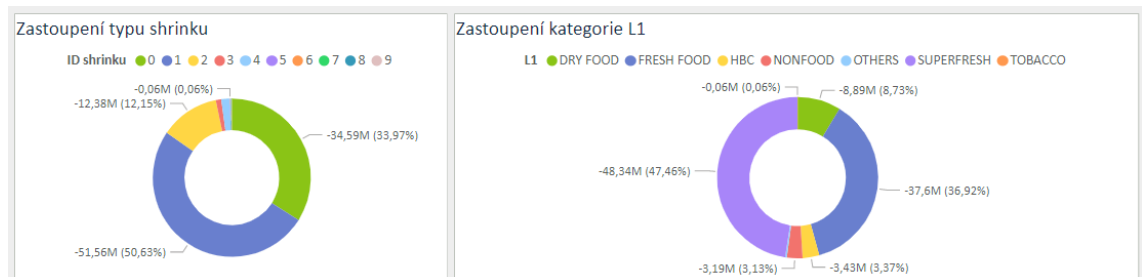 Zastoupení typu shrinku
ID shrinku 0 1 2 3 4 5 6 7 8 9
-0,06M (0,06%)
-12,38M (12,15%)
-34,59M (33,97%)
-51,56M (50,63%)
Zastoupení kategorie L1
L1 DRY FOOD FRESH FOOD HBC NONFOOD OTHERS SUPERFRESH TOBACCO
-0,06M (0,06%)
-8,89M (8,73%)
-48,34M (47,46%)
-37,6M (36,92%)
-3,19M (3,13%)
-3,43M (3,37%)